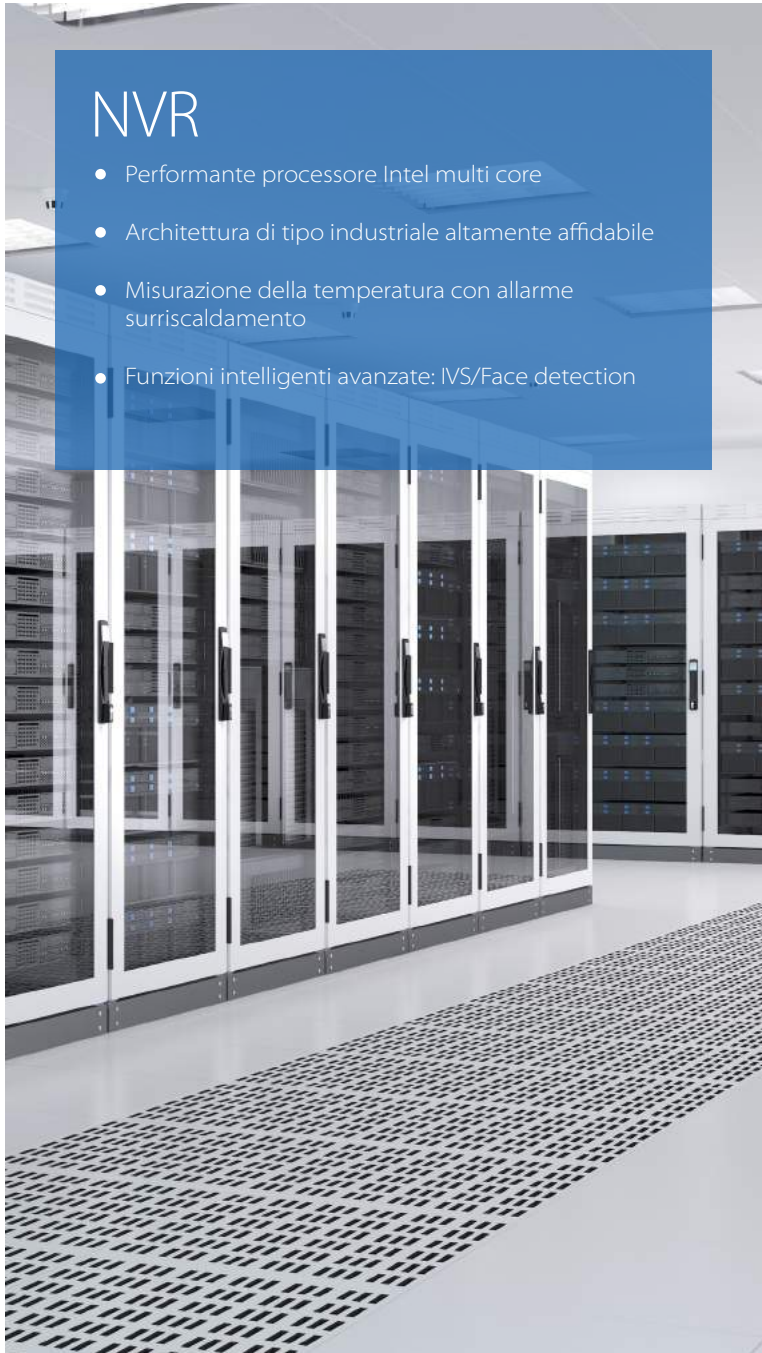 NVR
• Performante processore Intel multi core
• Architettura di tipo industriale altamente affidabile
• Misurazione della temperatura con allarme
surriscaldamento
• Funzioni intelligenti avanzate: IVS/Face detection